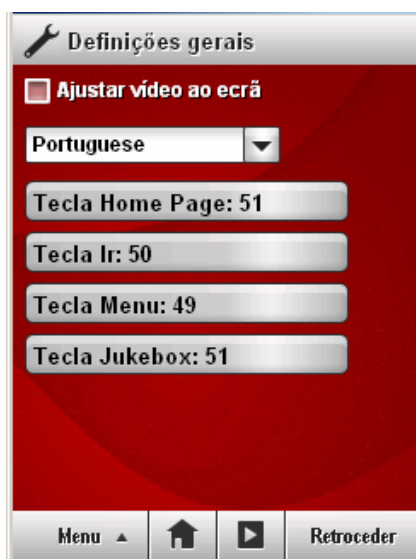 Definições gerais
Ajustar vídeo ao ecrã
Portuguese
Tecla Home Page: 51
Tecla Ir: 50
Tecla Menu: 49
Tecla Jukebox: 51
Menu Retroceder